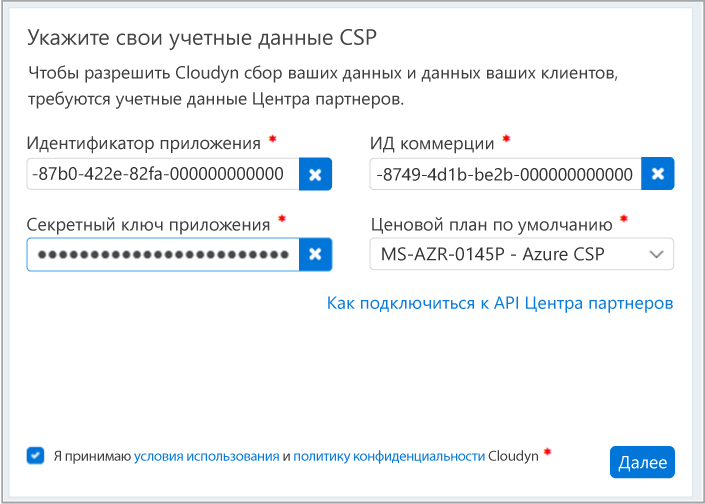 Укажите свои учетные данные CSP
Чтобы разрешить Cloudyn сбор ваших данных и данных ваших клиентов,
требуются учетные данные Центра партнеров.
Идентификатор приложения *
ИД коммерции *
-87b0-422e-82fa-000000000000
-8749-4d1b-be2b-000000000000
Секретный ключ приложения *
Ценовой план по умолчанию *
••••••••••••••••••••••••
MS-AZR-0145P - Azure CSP
Как подключиться к API Центра партнеров
Я принимаю условия использования и политику конфиденциальности Cloudyn *
Далее